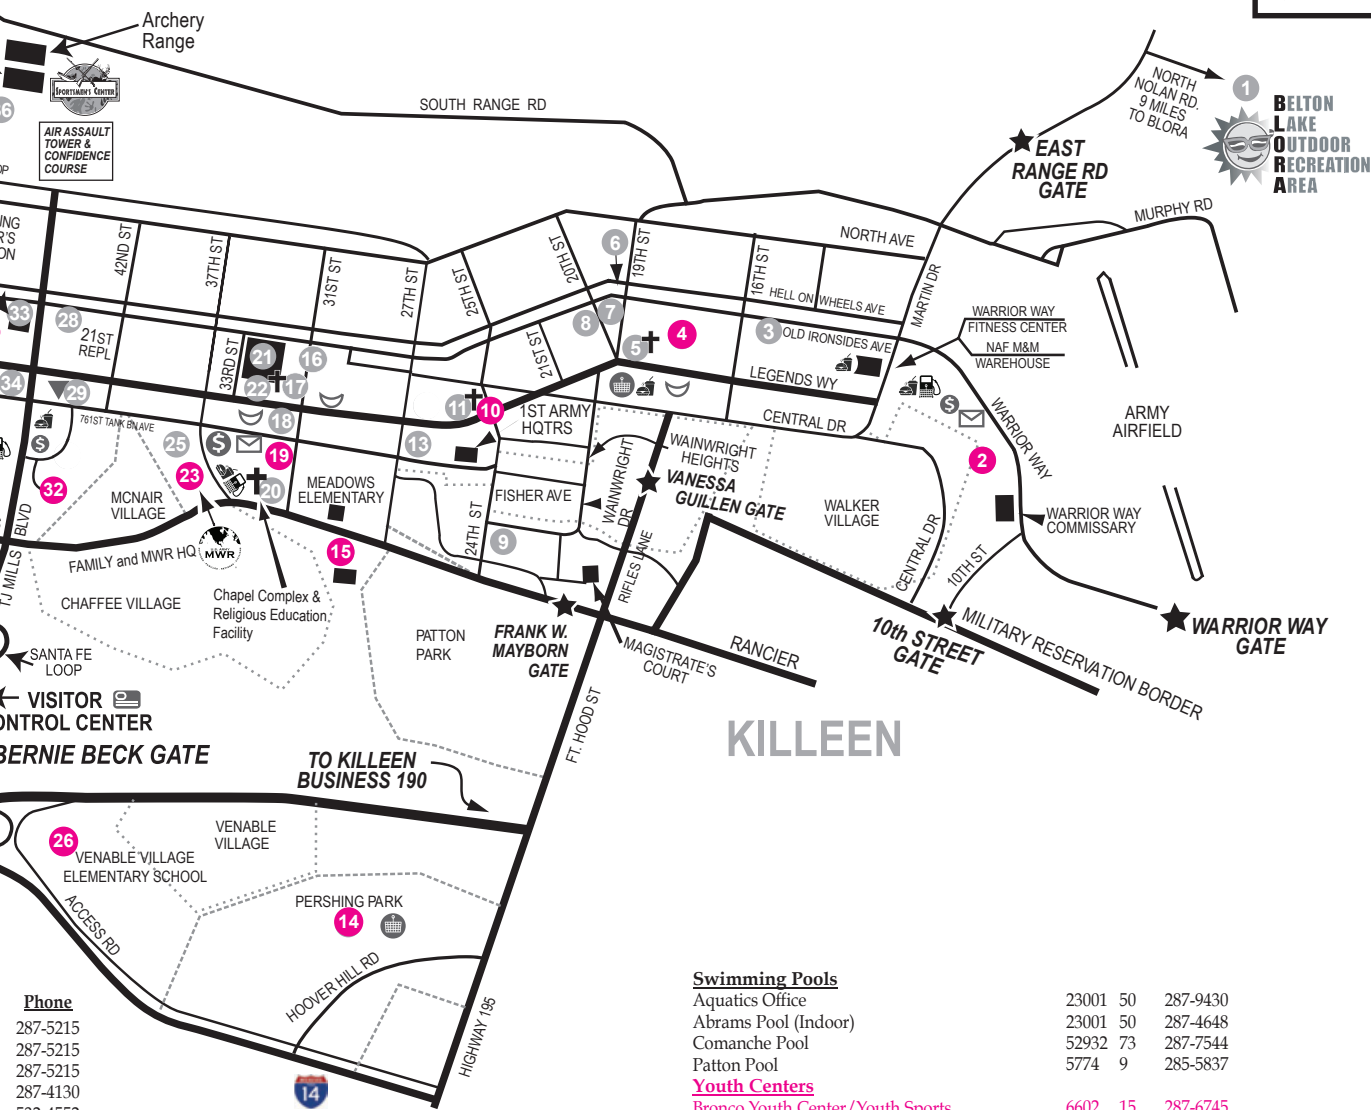 Archery
Range
SPORTSMEN'S CENTER
AIR ASSAULT
TOWER &
CONFIDENCE
COURSE
SOUTH RANGE RD
NORTH
NOLAN RD.
9 MILES
TO BLORA
1
BELTON
LAKE
OUTDOOR
RECREATION
AREA
EAST
RANGE RD
GATE
MURPHY RD
42ND ST
37TH ST
31ST ST
27TH ST
25TH ST
20TH ST
6
19TH ST
16TH ST
NORTH AVE
MARTIN DR
HELL ON WHEELS AVE
OLD IRONSIDES AVE
WARRIOR WAY
FITNESS CENTER
NAF M&M
WAREHOUSE
33
28
21ST
REPL
33RD ST
21
16
22
17
21ST ST
8
7
5
4
3
LEGENDS WY
34
29
761ST TANK BN AVE
18
11
10
1ST ARMY
HQTRS
CENTRAL DR
WARRIOR WAY
ARMY
AIRFIELD
25
$
19
13
WAINWRIGHT
HEIGHTS
2
$
$
32
23
20
MCNAIR
VILLAGE
MEADOWS
ELEMENTARY
FISHER AVE
WAINWRIGHT
DR
VANESSA
GUILLEN GATE
WALKER
VILLAGE
WARRIOR WAY
COMMISSARY
TJ MILLS BLVD
FAMILY and MWR HQ
MWR
15
24TH ST
9
RIFLES LANE
CENTRAL DR
10TH ST
CHAFFEE VILLAGE
Chapel Complex &
Religious Education
Facility
PATTON
PARK
FRANK W.
MAYBORN
GATE
MAGISTRATE'S
COURT
RANCIER
10th STREET
GATE
MILITARY RESERVATION BORDER
WARRIOR WAY
GATE
SANTA FE
LOOP
VISITOR
CONTROL CENTER
BERNIE BECK GATE
TO KILLEEN
BUSINESS 190
FT. HOOD ST
KILLEEN
26
VENABLE VILLAGE
ELEMENTARY SCHOOL
VENABLE
VILLAGE
PERSHING PARK
14
ACCESS RD
HOOVER HILL RD
HIGHWAY 195
14
Phone
287-5215
287-5215
287-5215
287-4130
Swimming Pools
Aquatics Office 23001 50 287-9430
Abrams Pool (Indoor) 23001 50 287-4648
Comanche Pool 52932 73 287-7544
Patton Pool 5774 9 285-5837
Youth Centers
Bronco Youth Center/Youth Sports 6602 15 287-6745